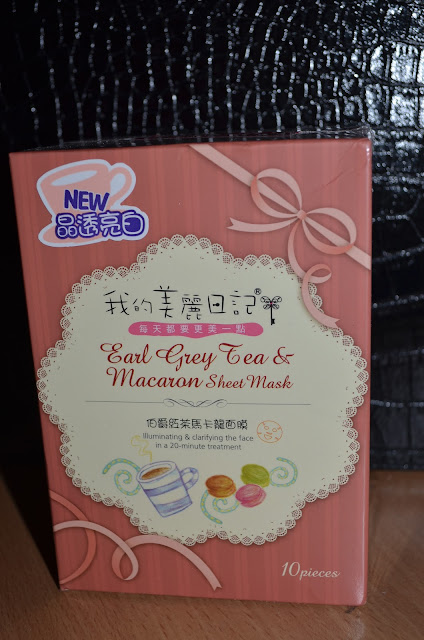 NEW
晶透亮白
我的美麗日記®
每天都要更美一點
Earl Grey Tea &
Macaron Sheet Mask
伯爵紅茶馬卡龍面膜
Illuminating & clarifying the face
in a 20-minute treatment
10pieces